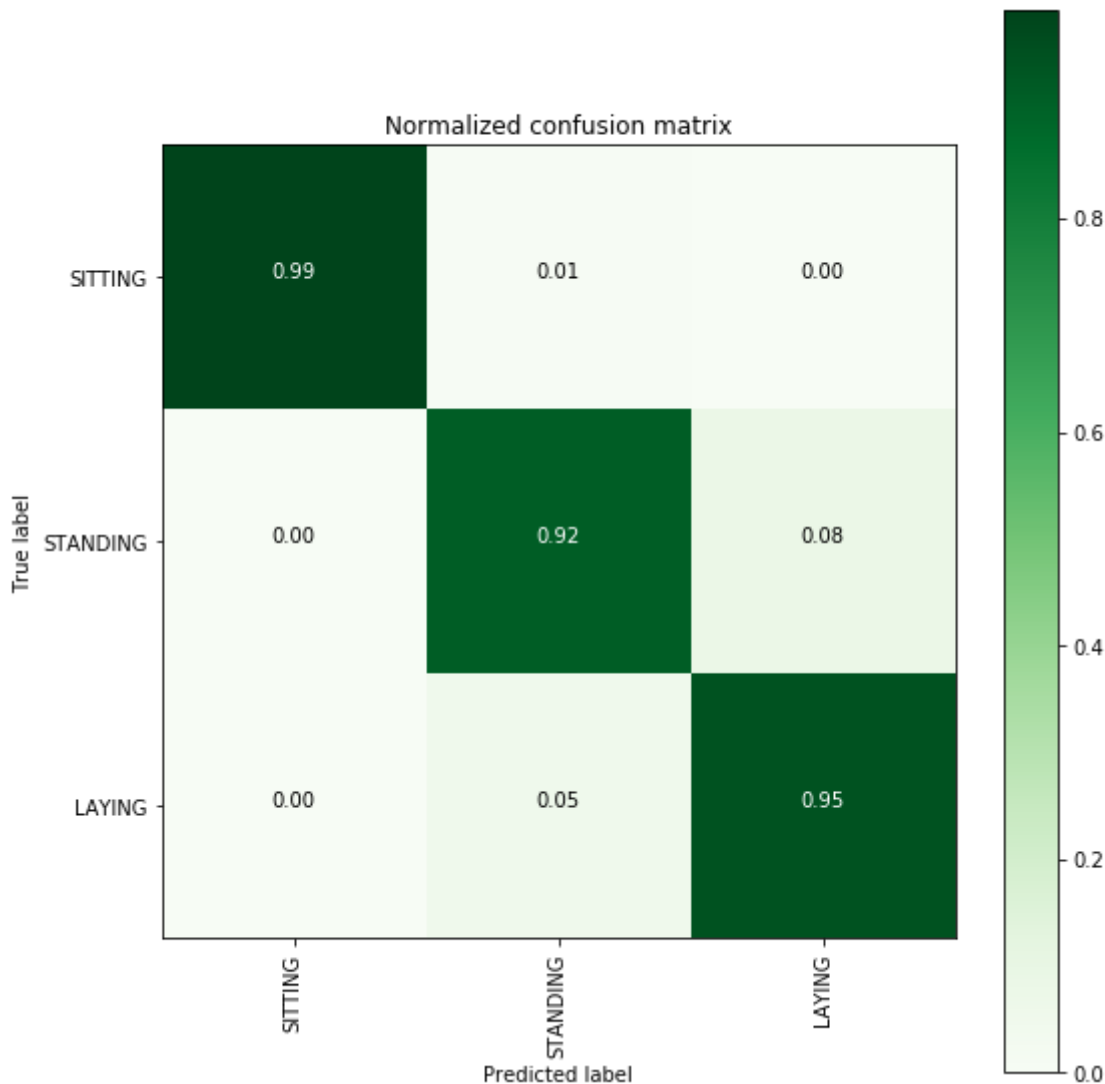 Normalized confusion matrix
SITTING
0.99
0.01
0.00
STANDING
0.00
0.92
0.08
LAYING
0.00
0.05
0.95
True label
SITTING
STANDING
LAYING
Predicted label
0.8
0.6
0.4
0.2
0.0